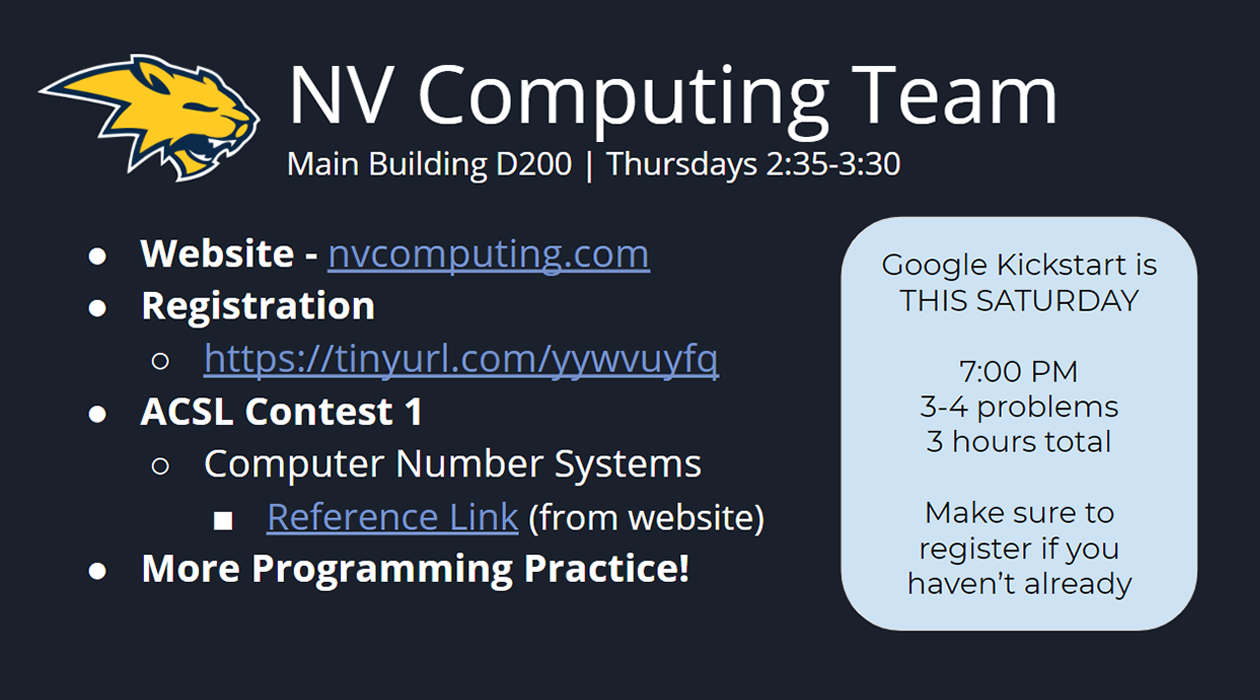 NV Computing Team
Main Building D200 | Thursdays 2:35-3:30
● Website - nvcomputing.com
● Registration
○ https://tinyurl.com/yywvuyfq
● ACSL Contest 1
○ Computer Number Systems
■ Reference Link (from website)
● More Programming Practice!
Google Kickstart is
THIS SATURDAY
7:00 PM
3-4 problems
3 hours total
Make sure to
register if you
haven’t already